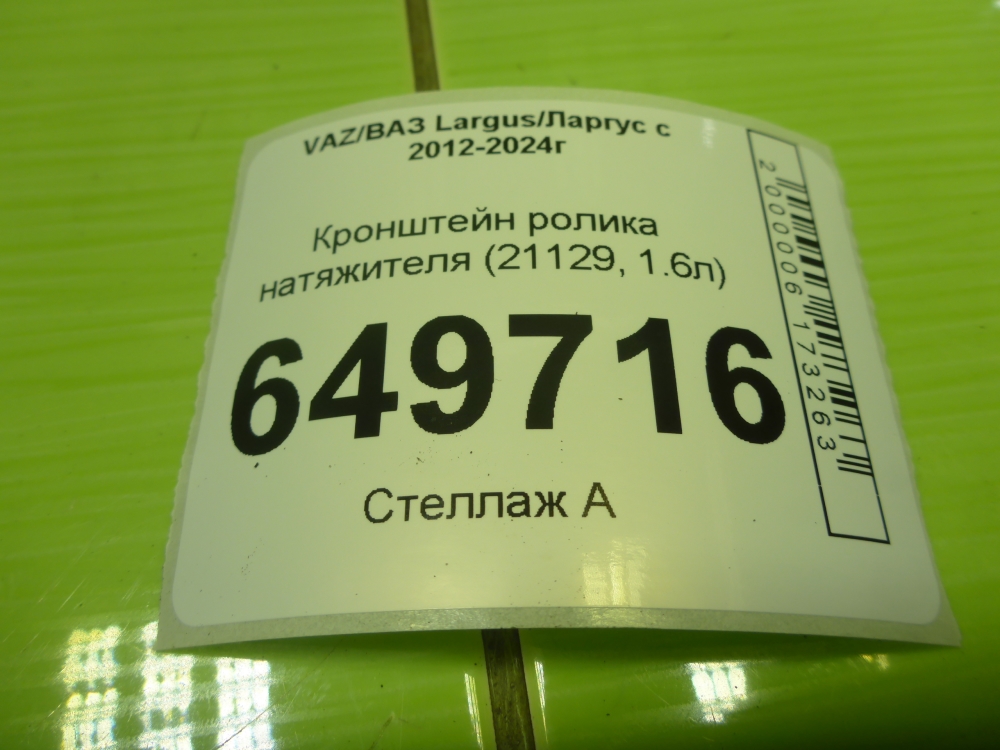 VAZ/ВАЗ Largus/Ларгус с
2012-2024г
Кронштейн ролика
натяжителя (21129, 1.6л)
649716
Стеллаж А
2000006173263